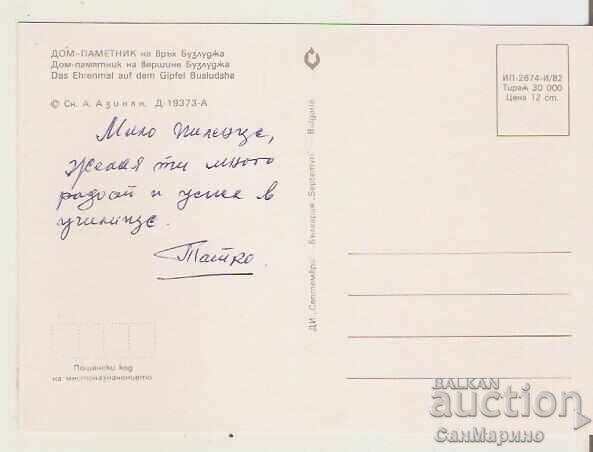 ДОМ-ПАМЕТНИК на Връх Бузлуджа
Дом-памятник на вершине Бузлуджа
Das Ehrenmal auf dem Gipfel Busludsha
© Сн. А. Азинян. Д-19373-А
Мило пиленце,
желая ти много
радост и успех в
училище.
Татко.
Пощенски код
на местоназначението
ДИ „Септември" България „Septemvri" Bulgaria
ИП-2674-И/82
Тираж 30 000
Цена 12 ст.
BALKAN
auction
СанМарино